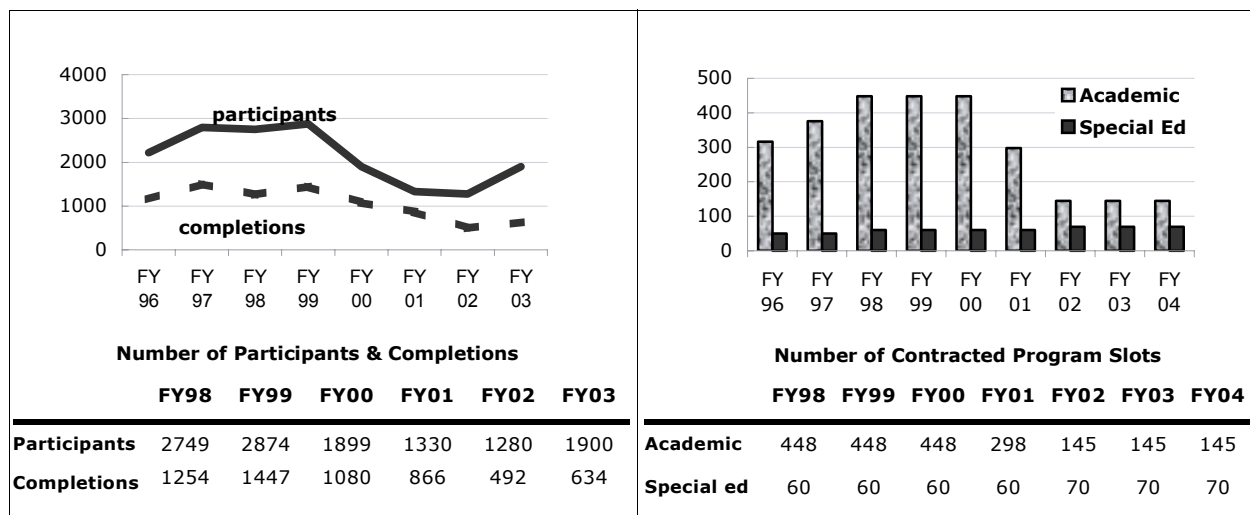 4000
3000
2000
1000
0
participants
completions
FY FY FY FY FY FY FY FY
96 97 98 99 00 01 02 03
Number of Participants & Completions
FY98 FY99 FY00 FY01 FY02 FY03
Participants 2749 2874 1899 1330 1280 1900
Completions 1254 1447 1080 866 492 634
500
400
300
200
100
0
Academic
Special Ed
FY FY FY FY FY FY FY FY FY
96 97 98 99 00 01 02 03 04
Number of Contracted Program Slots
FY98 FY99 FY00 FY01 FY02 FY03 FY04
Academic 448 448 448 298 145 145 145
Special ed 60 60 60 60 70 70 70